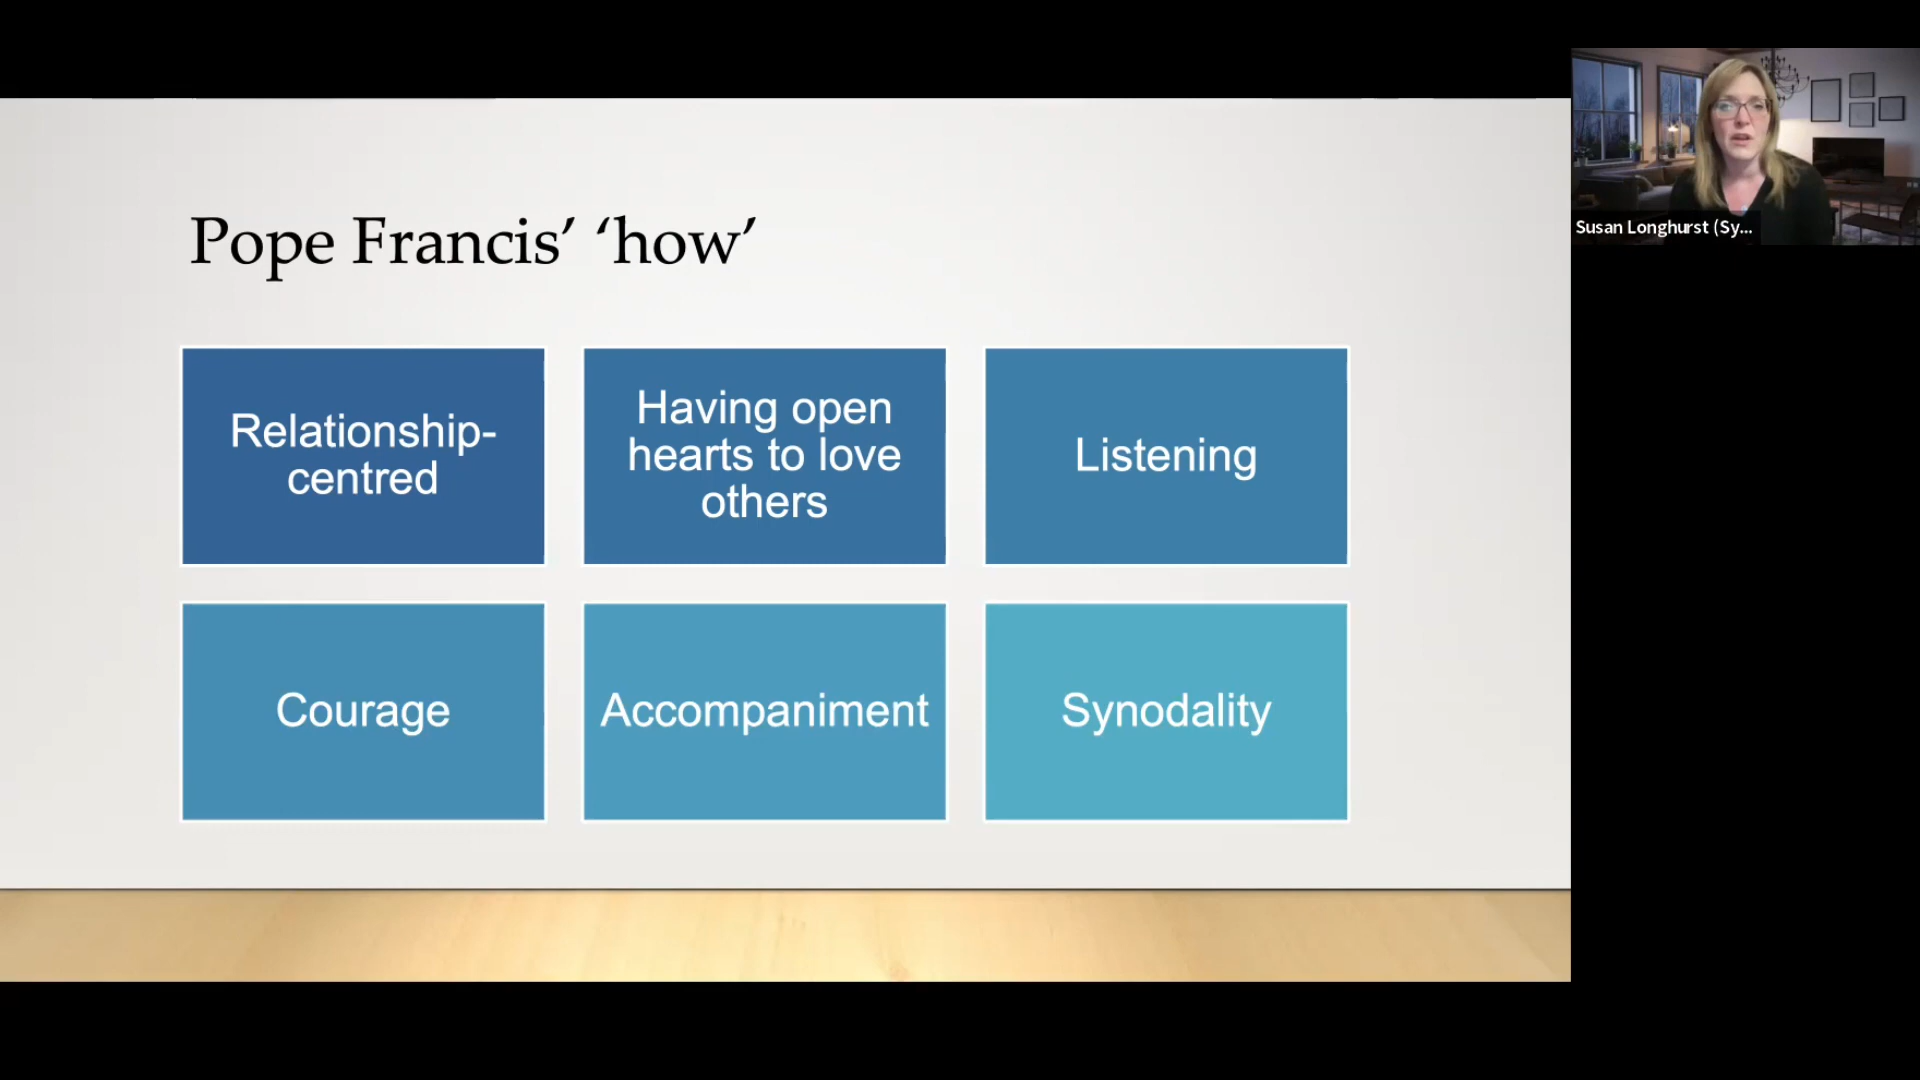 Pope Francis’ ‘how’
Relationship-
centred
Having open
hearts to love
others
Listening
Courage
Accompaniment
Synodality
Susan Longhurst (Sy...